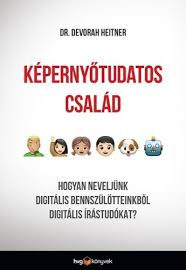 DR. DEVORAH HEITNER
KÉPERNYŐTUDATOS
CSALÁD
HOGYAN NEVELJÜNK
DIGITÁLIS BENNSZÜLÖTTEINKBŐL
DIGITÁLIS ÍRÁSTUDÓKAT?
hvg könyvek